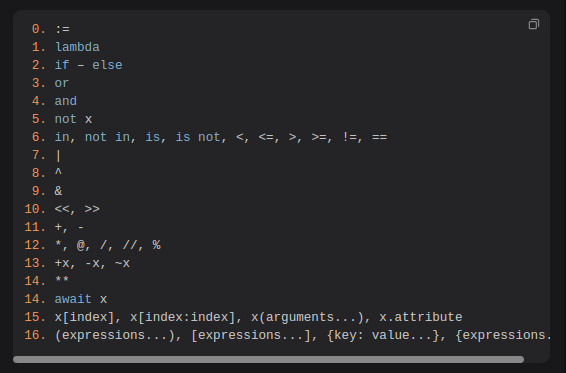 0. :=
1. lambda
2. if – else
3. or
4. and
5. not x
6. in, not in, is, is not, <, <=, >, >=, !=, ==
7. |
8. ^
9. &
10. <<, >>
11. +, -
12. *, @, /, //, %
13. +x, -x, ~x
14. **
14. await x
15. x[index], x[index:index], x(arguments...), x.attribute
16. (expressions...), [expressions...], {key: value...}, {expressions.